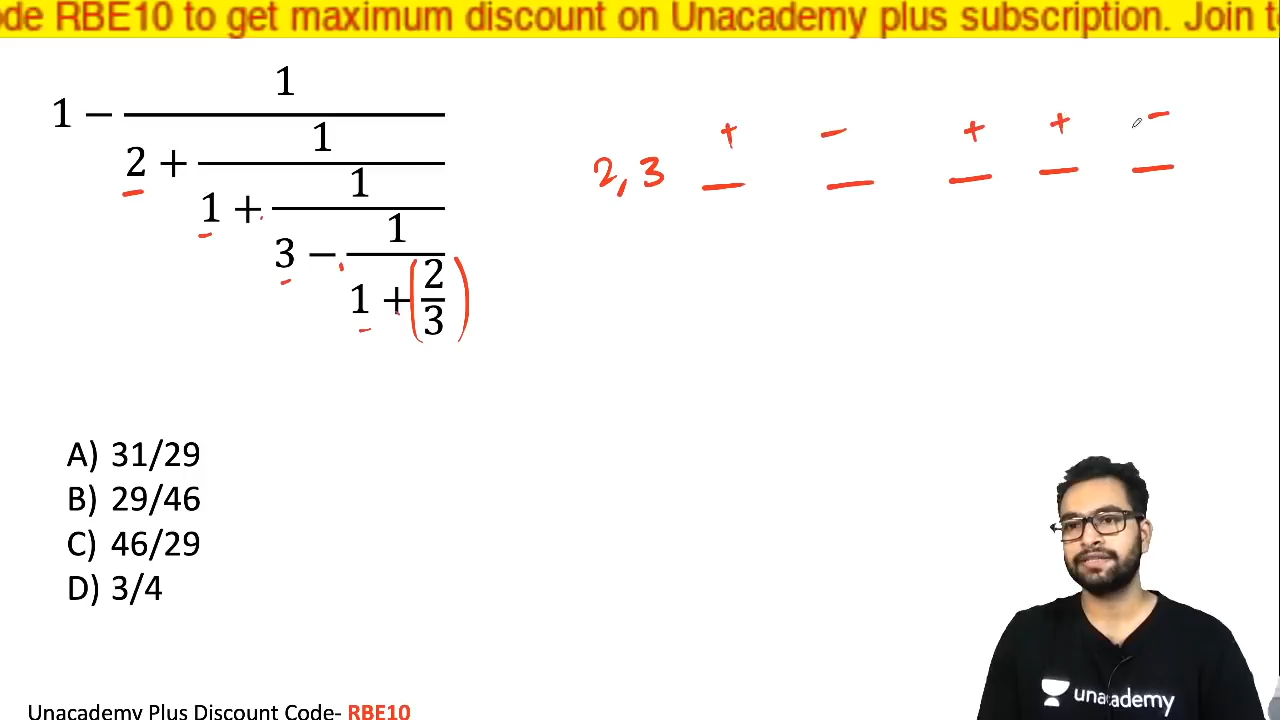 de RBE10 to get maximum discount on Unacademy plus subscription. Join t
1 − 1
2 + 1
1 + 1
3 − 1
1 + (2/3)
2, 3 + − + + −
A) 31/29
B) 29/46
C) 46/29
D) 3/4
unacademy
Unacademy Plus Discount Code- RBE10